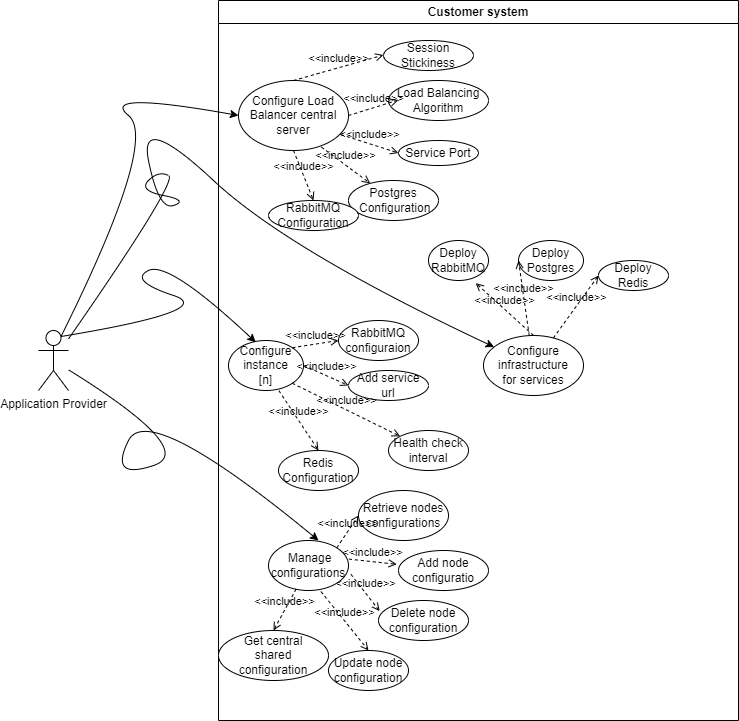 Customer system
<<include>>
Session
Stickiness
Configure Load
Balancer central
server
<<include>>
Load Balancing
Algorithm
<<include>>
Service Port
<<include>>
<<include>>
RabbitMQ
Configuration
Postgres
Configuration
Deploy
RabbitMQ
Deploy
Postgres
Deploy
Redis
<<include>>
<<include>>
<<include>>
Configure
infrastructure
for services
Application Provider
Configure
instance
[n]
<<include>>
RabbitMQ
configuraion
<<include>>
Add service
url
<<include>>
<<include>>
Health check
interval
Redis
Configuration
Retrieve nodes
configurations
<<include>>
Manage
configurations
<<include>>
Add node
configuratio
<<include>>
Delete node
configuration
<<include>>
<<include>>
Get central
shared
configuration
Update node
configuration